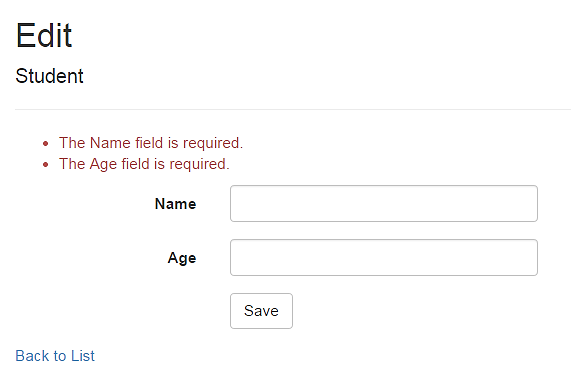 Edit
Student
• The Name field is required.
• The Age field is required.
Name
Age
Save
Back to List